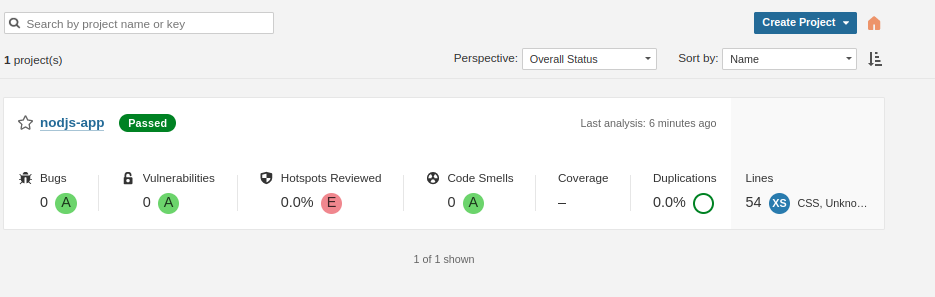 Search by project name or key
Create Project
1 project(s)
Perspective: Overall Status
Sort by: Name
nodjs-app Passed
Last analysis: 6 minutes ago
Bugs Vulnerabilities Hotspots Reviewed Code Smells Coverage Duplications Lines
0 A 0 A 0.0% E 0 A – 0.0% 54 XS CSS, Unkno…
1 of 1 shown